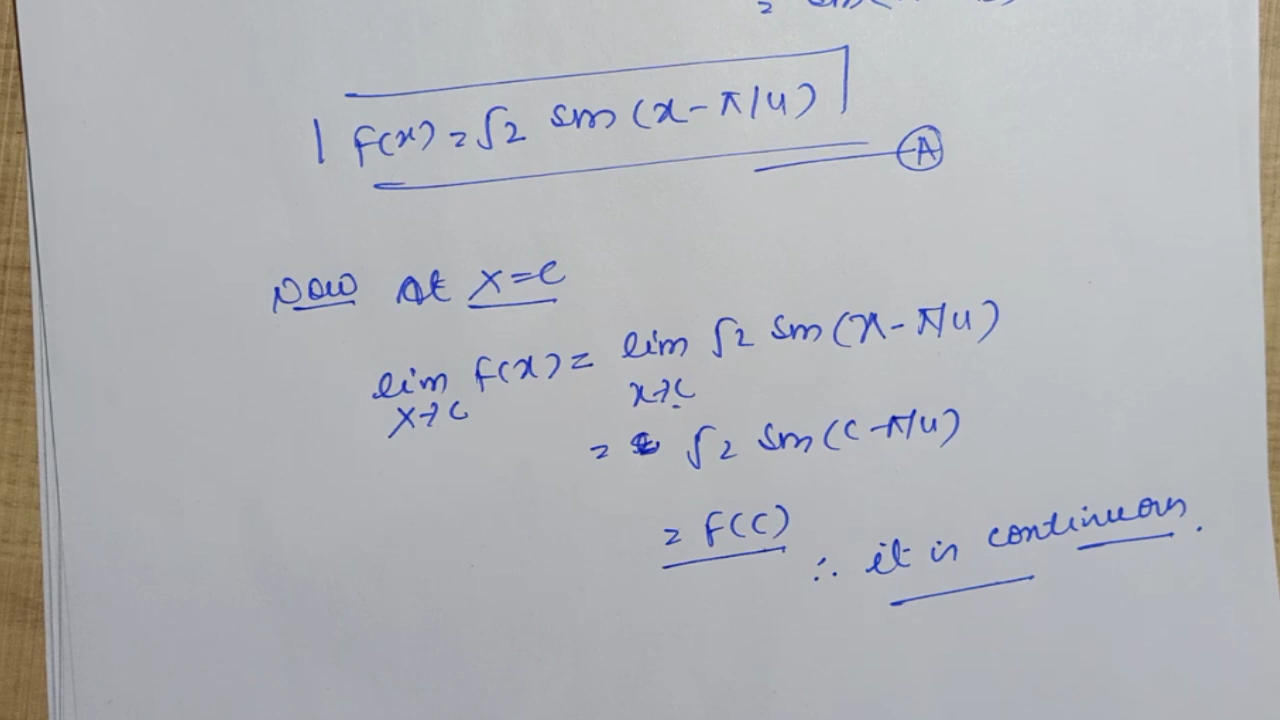 f(x) = √2 sin (x - π/4)
A
Now At x = c
lim f(x) = lim √2 sin (x - π/4)
x→c x→c
= √2 sin (c - π/4)
= f(c)
∴ it is continuous.